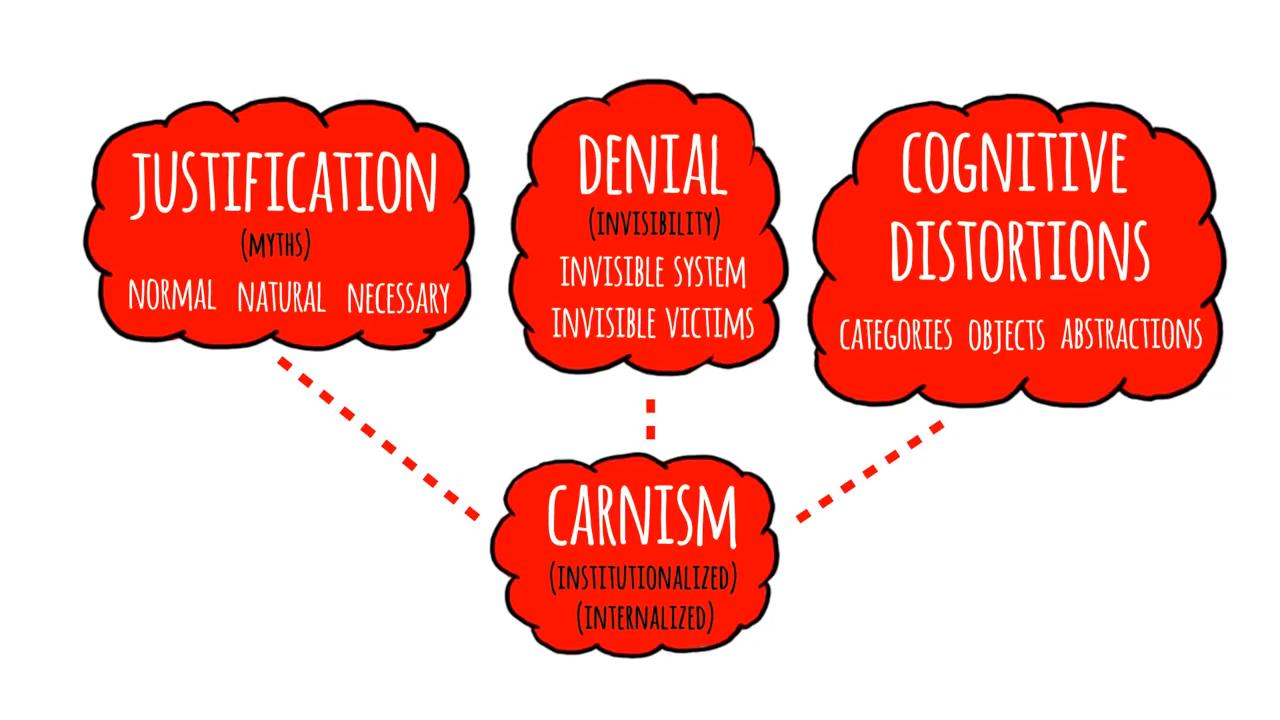 JUSTIFICATION
(MYTHS)
NORMAL NATURAL NECESSARY
DENIAL
(INVISIBILITY)
INVISIBLE SYSTEM
INVISIBLE VICTIMS
COGNITIVE
DISTORTIONS
CATEGORIES OBJECTS ABSTRACTIONS
CARNISM
(INSTITUTIONALIZED)
(INTERNALIZED)